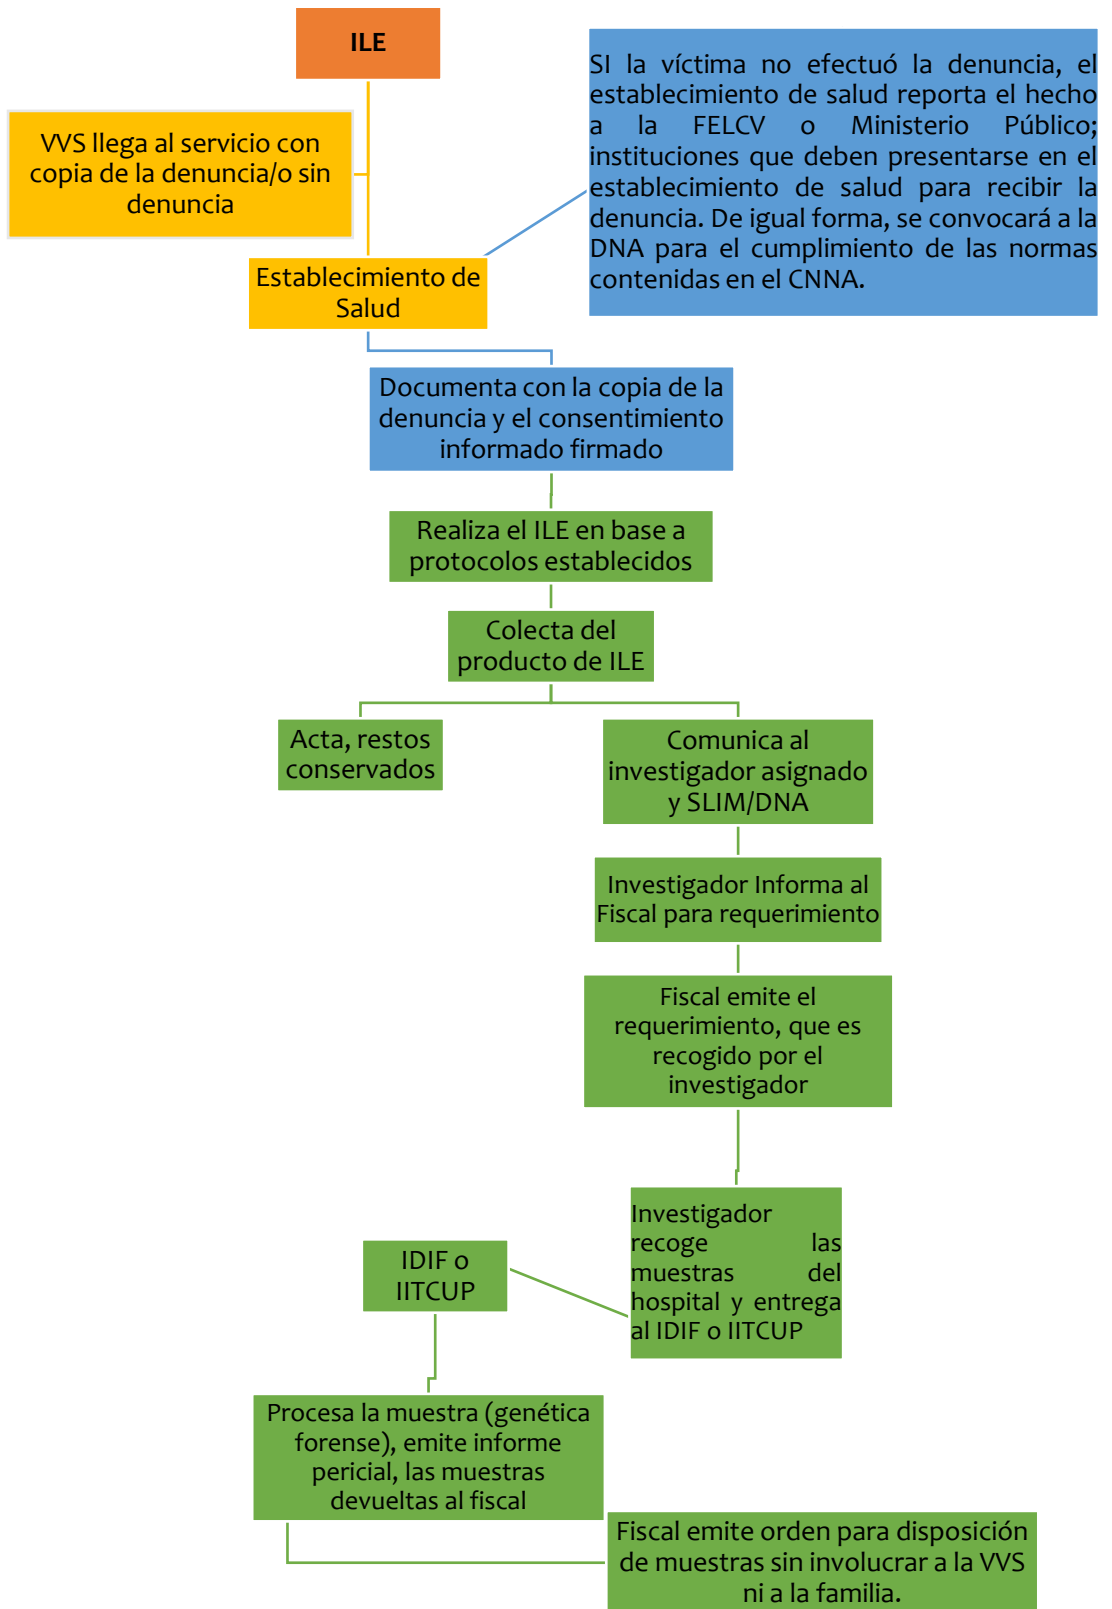 ILE
VVS llega al servicio con
copia de la denuncia/o sin
denuncia
SI la víctima no efectuó la denuncia, el
establecimiento de salud reporta el hecho
a la FELCV o Ministerio Público;
instituciones que deben presentarse en el
establecimiento de salud para recibir la
denuncia. De igual forma, se convocará a la
DNA para el cumplimiento de las normas
contenidas en el CNNA.
Establecimiento de
Salud
Documenta con la copia de la
denuncia y el consentimiento
informado firmado
Realiza el ILE en base a
protocolos establecidos
Colecta del
producto de ILE
Acta, restos
conservados
Comunica al
investigador asignado
y SLIM/DNA
Investigador Informa al
Fiscal para requerimiento
Fiscal emite el
requerimiento, que es
recogido por el
investigador
Investigador
recoge las
muestras del
hospital y entrega
al IDIF o IITCUP
IDIF o
IITCUP
Procesa la muestra (genética
forense), emite informe
pericial, las muestras
devueltas al fiscal
Fiscal emite orden para disposición
de muestras sin involucrar a la VVS
ni a la familia.